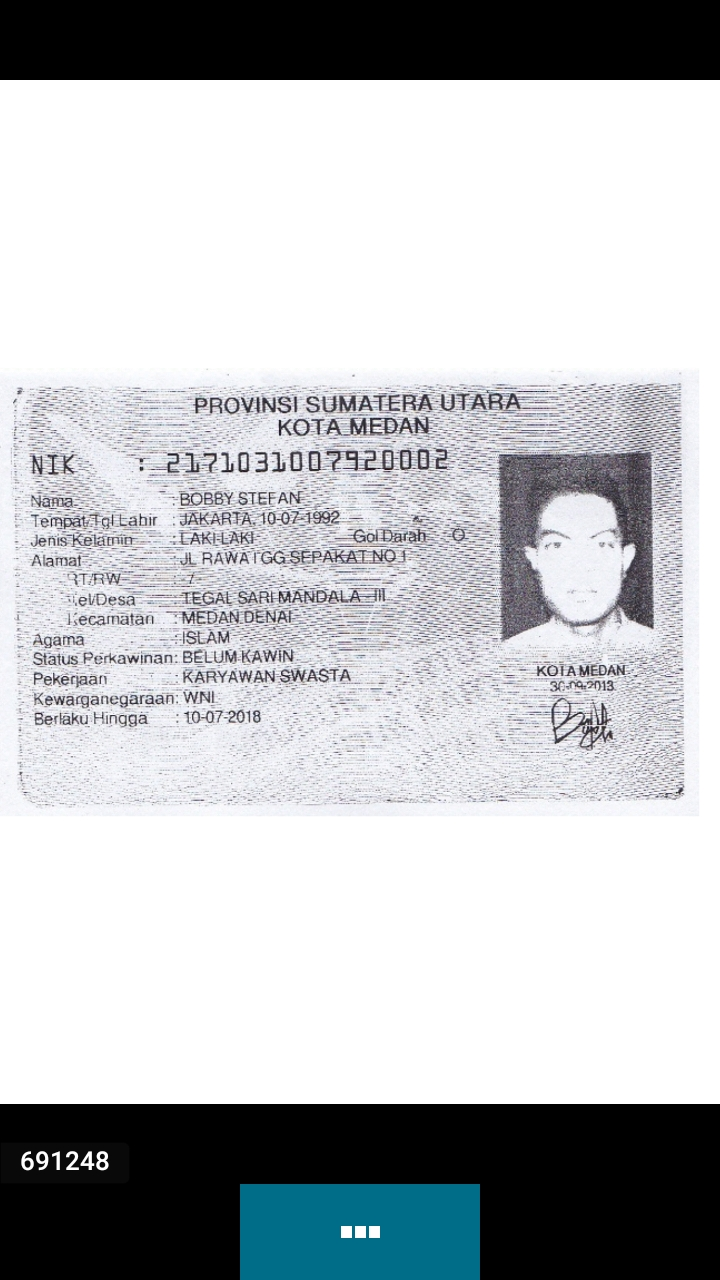 PROVINSI SUMATERA UTARA
KOTA MEDAN
NIK : 2171031007920002
Nama : BOBBY STEFAN
Tempat/Tgl Lahir : JAKARTA, 10-07-1992
Jenis Kelamin : LAKI-LAKI Gol Darah O
Alamat : JL RAWA I GG SEPAKAT NO 1
RT/RW : /
Kel/Desa : TEGAL SARI MANDALA -III
Kecamatan : MEDAN DENAI
Agama : ISLAM
Status Perkawinan: BELUM KAWIN
Pekerjaan : KARYAWAN SWASTA
Kewarganegaraan: WNI
Berlaku Hingga : 10-07-2018
KOTA MEDAN
30-09-2013
691248